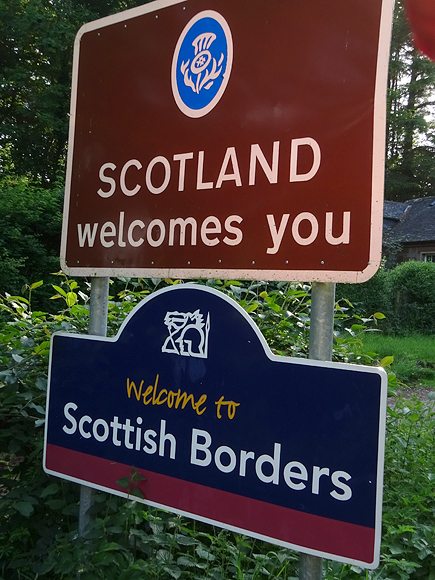 SCOTLAND
welcomes you
Welcome to
Scottish Borders